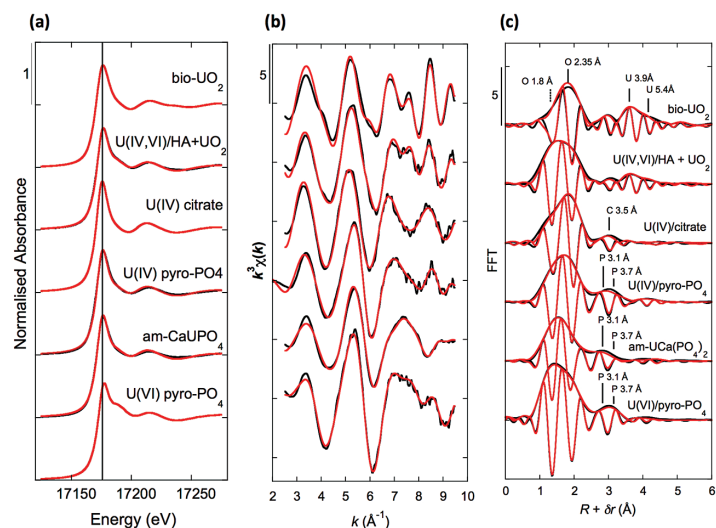 (a)
1
bio-UO2
U(IV,VI)/HA+UO2
U(IV) citrate
U(IV) pyro-PO4
am-CaUPO4
U(VI) pyro-PO4
Normalised Absorbance
17150
17200
17250
Energy (eV)
(b)
5
k3χ(k)
2
3
4
5
6
7
8
9
10
k (Å-1)
(c)
5
O 2.35Å
O 1.8 Å
U 3.9Å
U 5.4Å
bio-UO2
U(IV,VI)/HA + UO2
C 3.5Å
U(IV)/citrate
P 3.1 Å
P 3.7 Å
U(IV)/pyro-PO4
P 3.1 Å
P 3.7 Å
am-UCa(PO4)2
P 3.1 Å
P 3.7 Å
U(VI)/pyro-PO4
FFT
0
1
2
3
4
5
6
R + δr (Å)